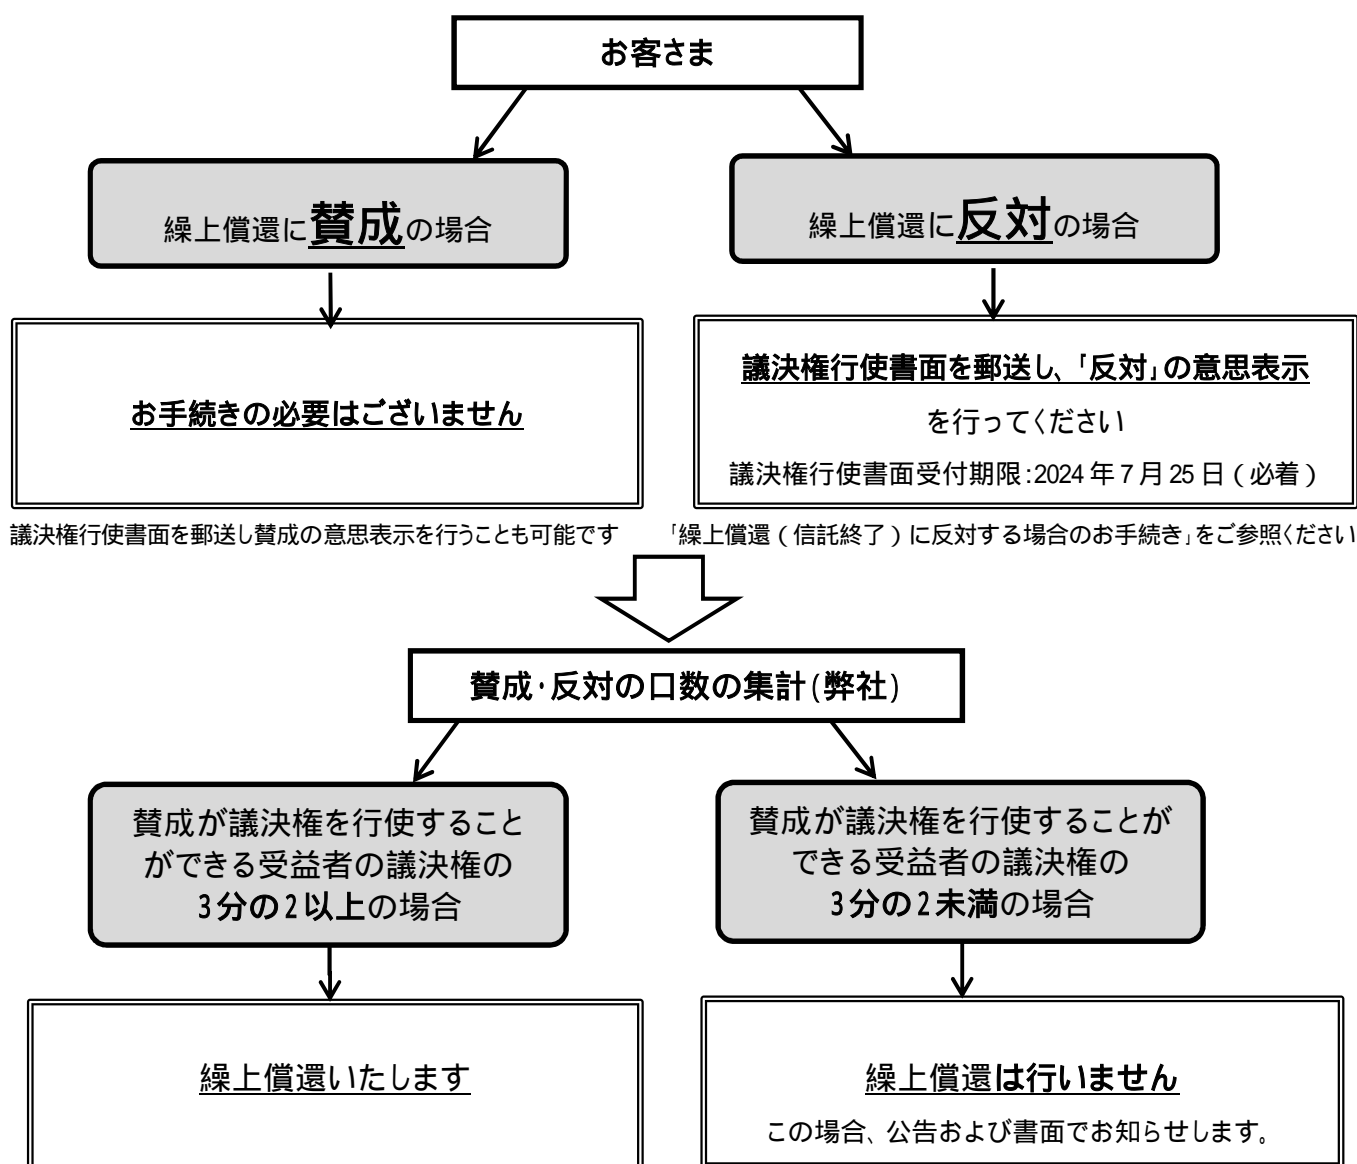 お客さま
繰上償還に賛成の場合
繰上償還に反対の場合
お手続きの必要はございません
議決権行使書面を郵送し、「反対」の意思表示
を行ってください
議決権行使書面受付期限:2024年7月25日(必着)
議決権行使書面を郵送し賛成の意思表示を行うことも可能です
「繰上償還(信託終了)に反対する場合のお手続き」をご参照ください
賛成・反対の口数の集計(弊社)
賛成が議決権を行使すること
ができる受益者の議決権の
3分の2以上の場合
賛成が議決権を行使することが
できる受益者の議決権の
3分の2未満の場合
繰上償還いたします
繰上償還は行いません
この場合、公告および書面でお知らせします。